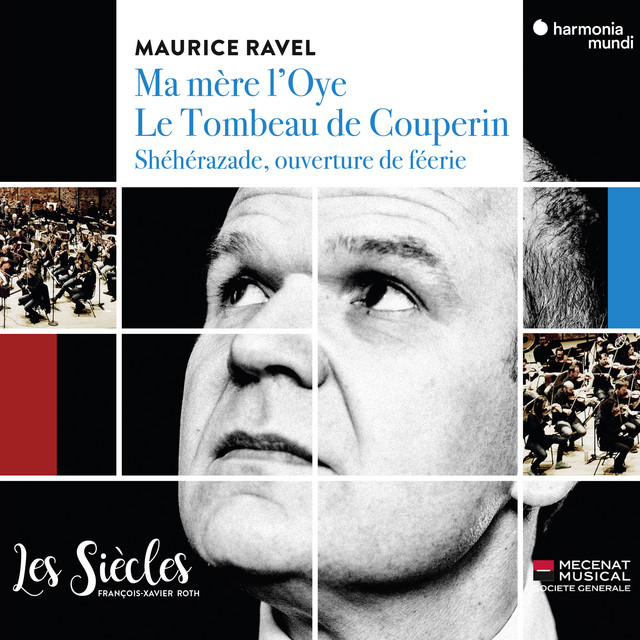 harmonia
mundi
MAURICE RAVEL
Ma mère l'Oye
Le Tombeau de Couperin
Shéhérazade, ouverture de féerie
Les Siècles
FRANÇOIS-XAVIER ROTH
MECENAT
MUSICAL
SOCIETE GENERALE